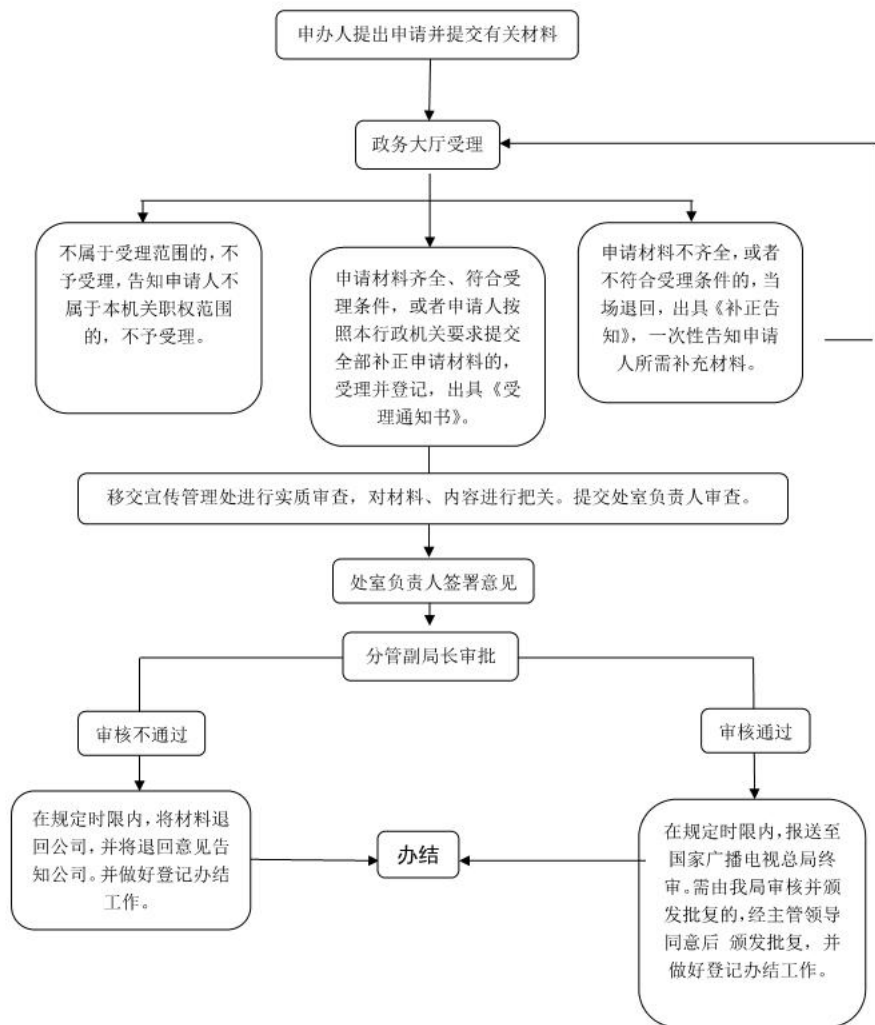 申办人提出申请并提交有关材料
政务大厅受理
不属于受理范围的，不
予受理，告知申请人不
属于本机关职权范围
的，不予受理。
申请材料齐全、符合受
理条件，或者申请人按
照本行政机关要求提交
全部补正申请材料的，
受理并登记，出具《受
理通知书》。
申请材料不齐全，或者
不符合受理条件的，当
场退回，出具《补正告
知》，一次性告知申请
人所需补充材料。
移交宣传管理处进行实质审查，对材料、内容进行把关。提交处室负责人审查。
处室负责人签署意见
分管副局长审批
审核不通过
审核通过
在规定时限内，将材料退
回公司，并将退回意见告
知公司。并做好登记办结
工作。
办结
在规定时限内，报送至
国家广播电视总局终
审。需由我局审核并颁
发批复的，经主管领导
同意后 颁发批复，并
做好登记办结工作。